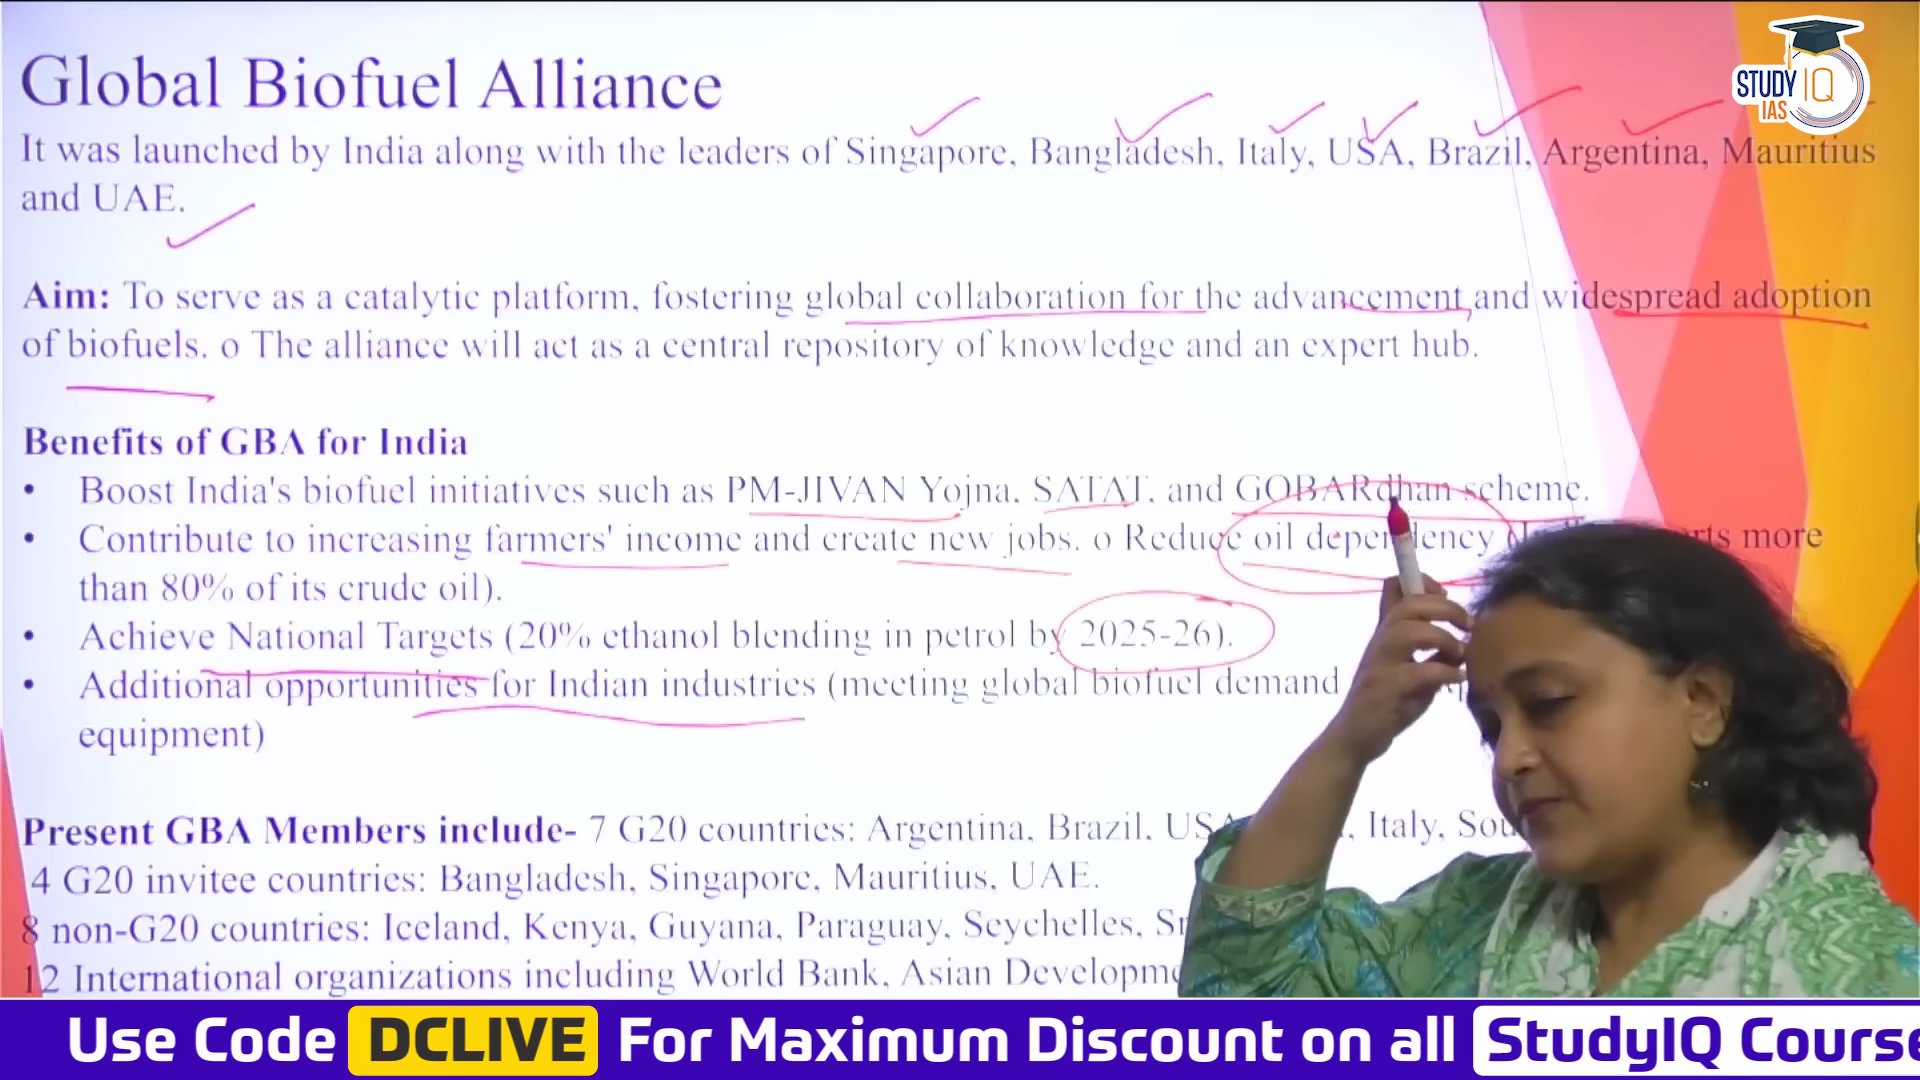 Global Biofuel Alliance
STUDY IQ
IAS
It was launched by India along with the leaders of Singapore, Bangladesh, Italy, USA, Brazil, Argentina, Mauritius
and UAE.
Aim: To serve as a catalytic platform, fostering global collaboration for the advancement and widespread adoption
of biofuels. o The alliance will act as a central repository of knowledge and an expert hub.
Benefits of GBA for India
• Boost India's biofuel initiatives such as PM-JIVAN Yojna, SATAT, and GOBARdhan scheme.
• Contribute to increasing farmers' income and create new jobs. o Reduce oil dependency more
than 80% of its crude oil).
• Achieve National Targets (20% ethanol blending in petrol by 2025-26).
• Additional opportunities for Indian industries (meeting global biofuel demand
equipment)
Present GBA Members include- 7 G20 countries: Argentina, Brazil, USA, Italy,
4 G20 invitee countries: Bangladesh, Singapore, Mauritius, UAE.
8 non-G20 countries: Iceland, Kenya, Guyana, Paraguay, Seychelles,
12 International organizations including World Bank, Asian
Use Code DCLIVE For Maximum Discount on all StudyIQ